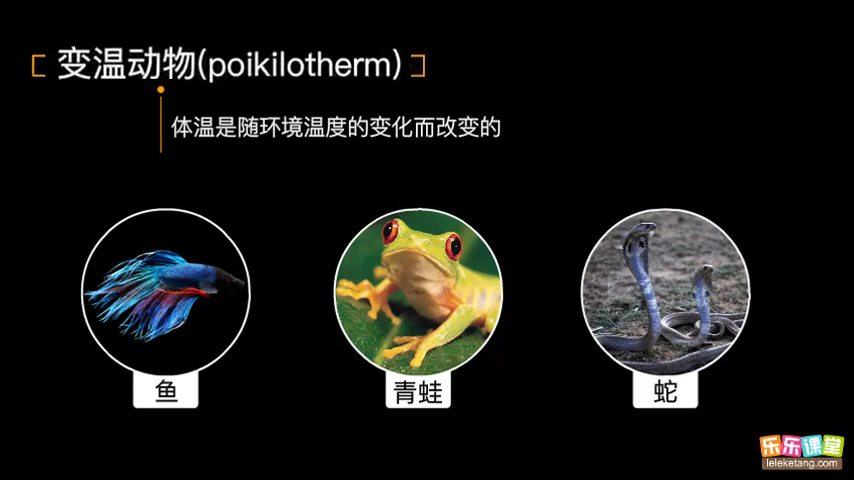 变温动物(poikilotherm)
体温是随环境温度的变化而改变的
鱼
青蛙
蛇
乐乐课堂
leleketang.com